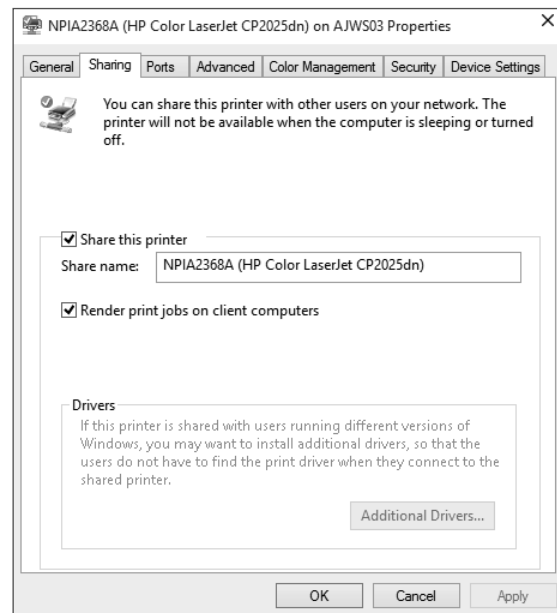 NPIA2368A (HP Color LaserJet CP2025dn) on AJWS03 Properties
General Sharing Ports Advanced Color Management Security Device Settings
You can share this printer with other users on your network. The
printer will not be available when the computer is sleeping or turned
off.
Share this printer
Share name: NPIA2368A (HP Color LaserJet CP2025dn)
Render print jobs on client computers
Drivers
If this printer is shared with users running different versions of
Windows, you may want to install additional drivers, so that the
users do not have to find the print driver when they connect to the
shared printer.
Additional Drivers...
OK Cancel Apply